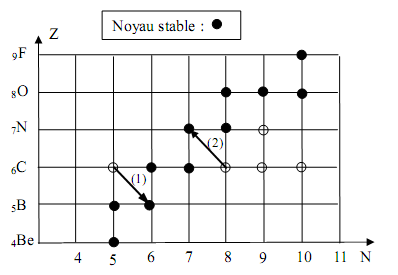 Noyau stable :
Z
₉F
₈O
₇N
(2)
₆C
(1)
₅B
₄Be
4 5 6 7 8 9 10 11 N